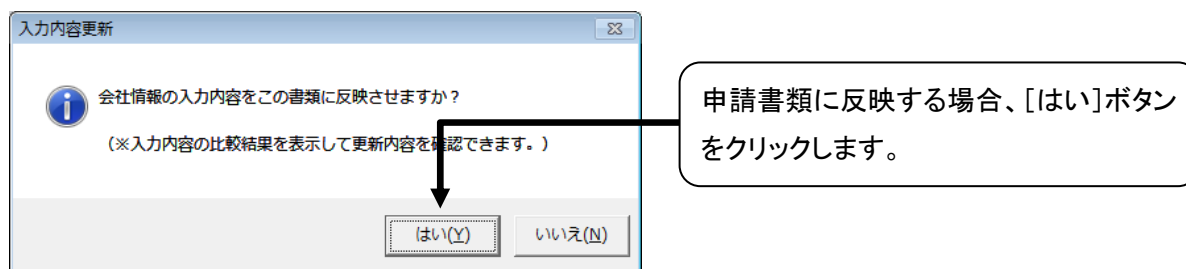 入力内容更新
会社情報の入力内容をこの書類に反映させますか？
（※入力内容の比較結果を表示して更新内容を確認できます。）
はい(Y)
いいえ(N)
申請書類に反映する場合、［はい］ボタン
をクリックします。